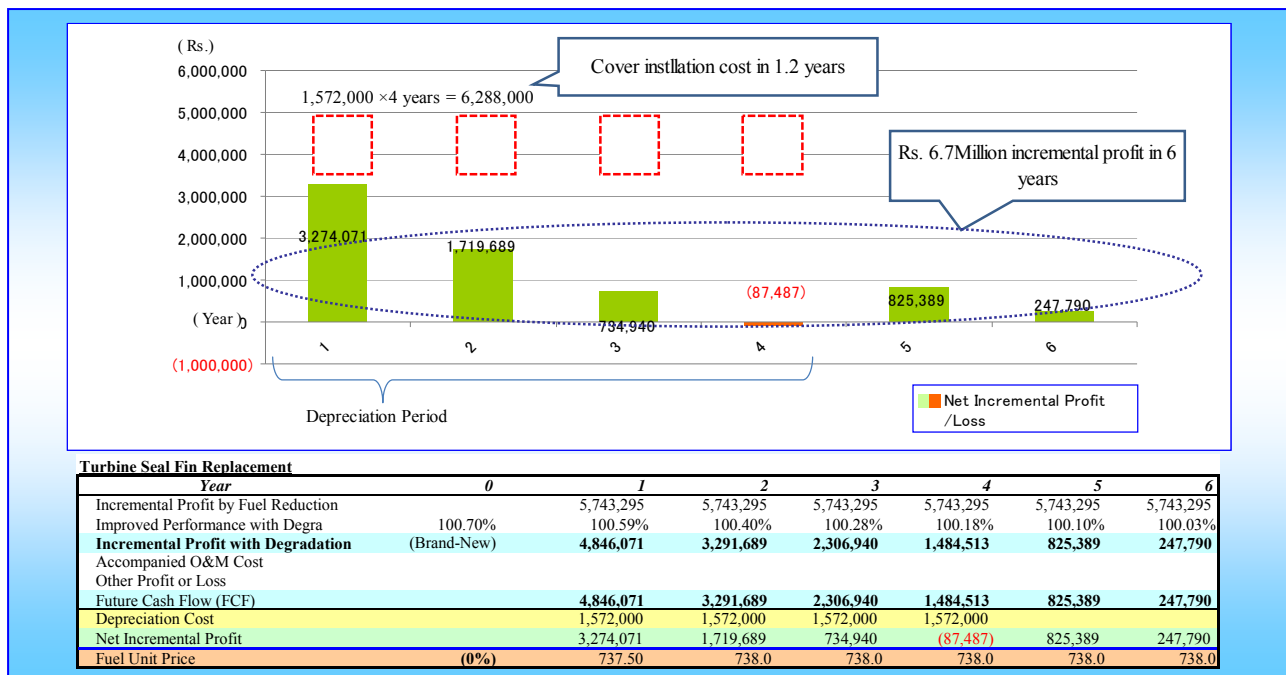 ( Rs.)
6,000,000
5,000,000
4,000,000
3,000,000
2,000,000
1,000,000
( Year )
0
(1,000,000)
Cover instllation cost in 1.2 years
1,572,000 ×4 years = 6,288,000
Rs. 6.7Million incremental profit in 6
years
3,274,071
1,719,689
734,940
(87,487)
825,389
247,790
1
2
3
4
5
6
Depreciation Period
Net Incremental Profit
/Loss
Turbine Seal Fin Replacement
Year 0 1 2 3 4 5 6
Incremental Profit by Fuel Reduction 5,743,295 5,743,295 5,743,295 5,743,295 5,743,295 5,743,295
Improved Performance with Degra 100.70% 100.59% 100.40% 100.28% 100.18% 100.10% 100.03%
Incremental Profit with Degradation (Brand-New) 4,846,071 3,291,689 2,306,940 1,484,513 825,389 247,790
Accompanied O&M Cost
Other Profit or Loss
Future Cash Flow (FCF) 4,846,071 3,291,689 2,306,940 1,484,513 825,389 247,790
Depreciation Cost 1,572,000 1,572,000 1,572,000 1,572,000
Net Incremental Profit 3,274,071 1,719,689 734,940 (87,487) 825,389 247,790
Fuel Unit Price (0%) 737.50 738.0 738.0 738.0 738.0 738.0